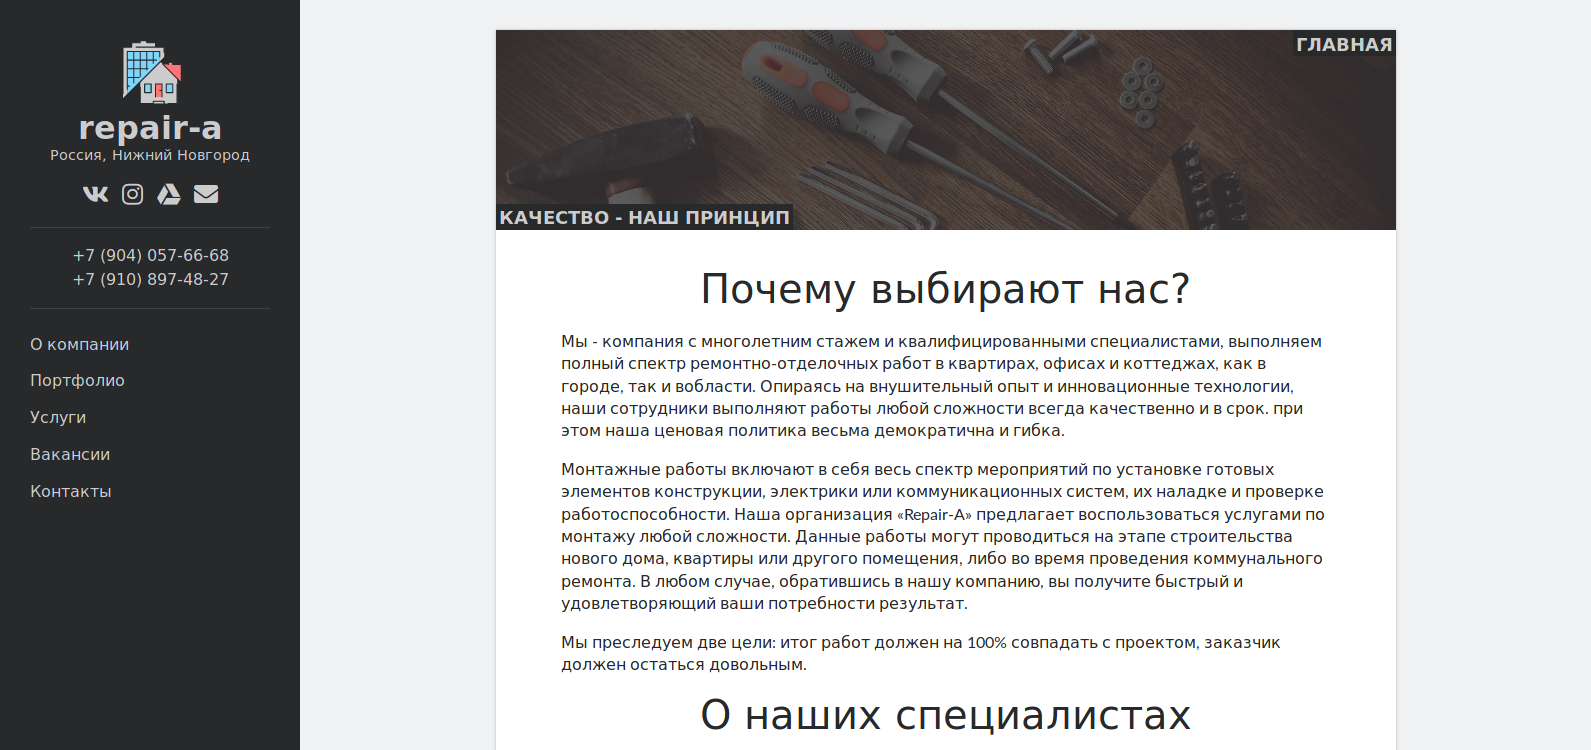 repair-a
Россия, Нижний Новгород
+7 (904) 057-66-68
+7 (910) 897-48-27
О компании
Портфолио
Услуги
Вакансии
Контакты
ГЛАВНАЯ
КАЧЕСТВО - НАШ ПРИНЦИП
Почему выбирают нас?
Мы - компания с многолетним стажем и квалифицированными специалистами, выполняем
полный спектр ремонтно-отделочных работ в квартирах, офисах и коттеджах, как в
городе, так и вобласти. Опираясь на внушительный опыт и инновационные технологии,
наши сотрудники выполняют работы любой сложности всегда качественно и в срок. при
этом наша ценовая политика весьма демократична и гибка.
Монтажные работы включают в себя весь спектр мероприятий по установке готовых
элементов конструкции, электрики или коммуникационных систем, их наладке и проверке
работоспособности. Наша организация «Repair-A» предлагает воспользоваться услугами по
монтажу любой сложности. Данные работы могут проводиться на этапе строительства
нового дома, квартиры или другого помещения, либо во время проведения коммунального
ремонта. В любом случае, обратившись в нашу компанию, вы получите быстрый и
удовлетворяющий ваши потребности результат.
Мы преследуем две цели: итог работ должен на 100% совпадать с проектом, заказчик
должен остаться довольным.
О наших специалистах